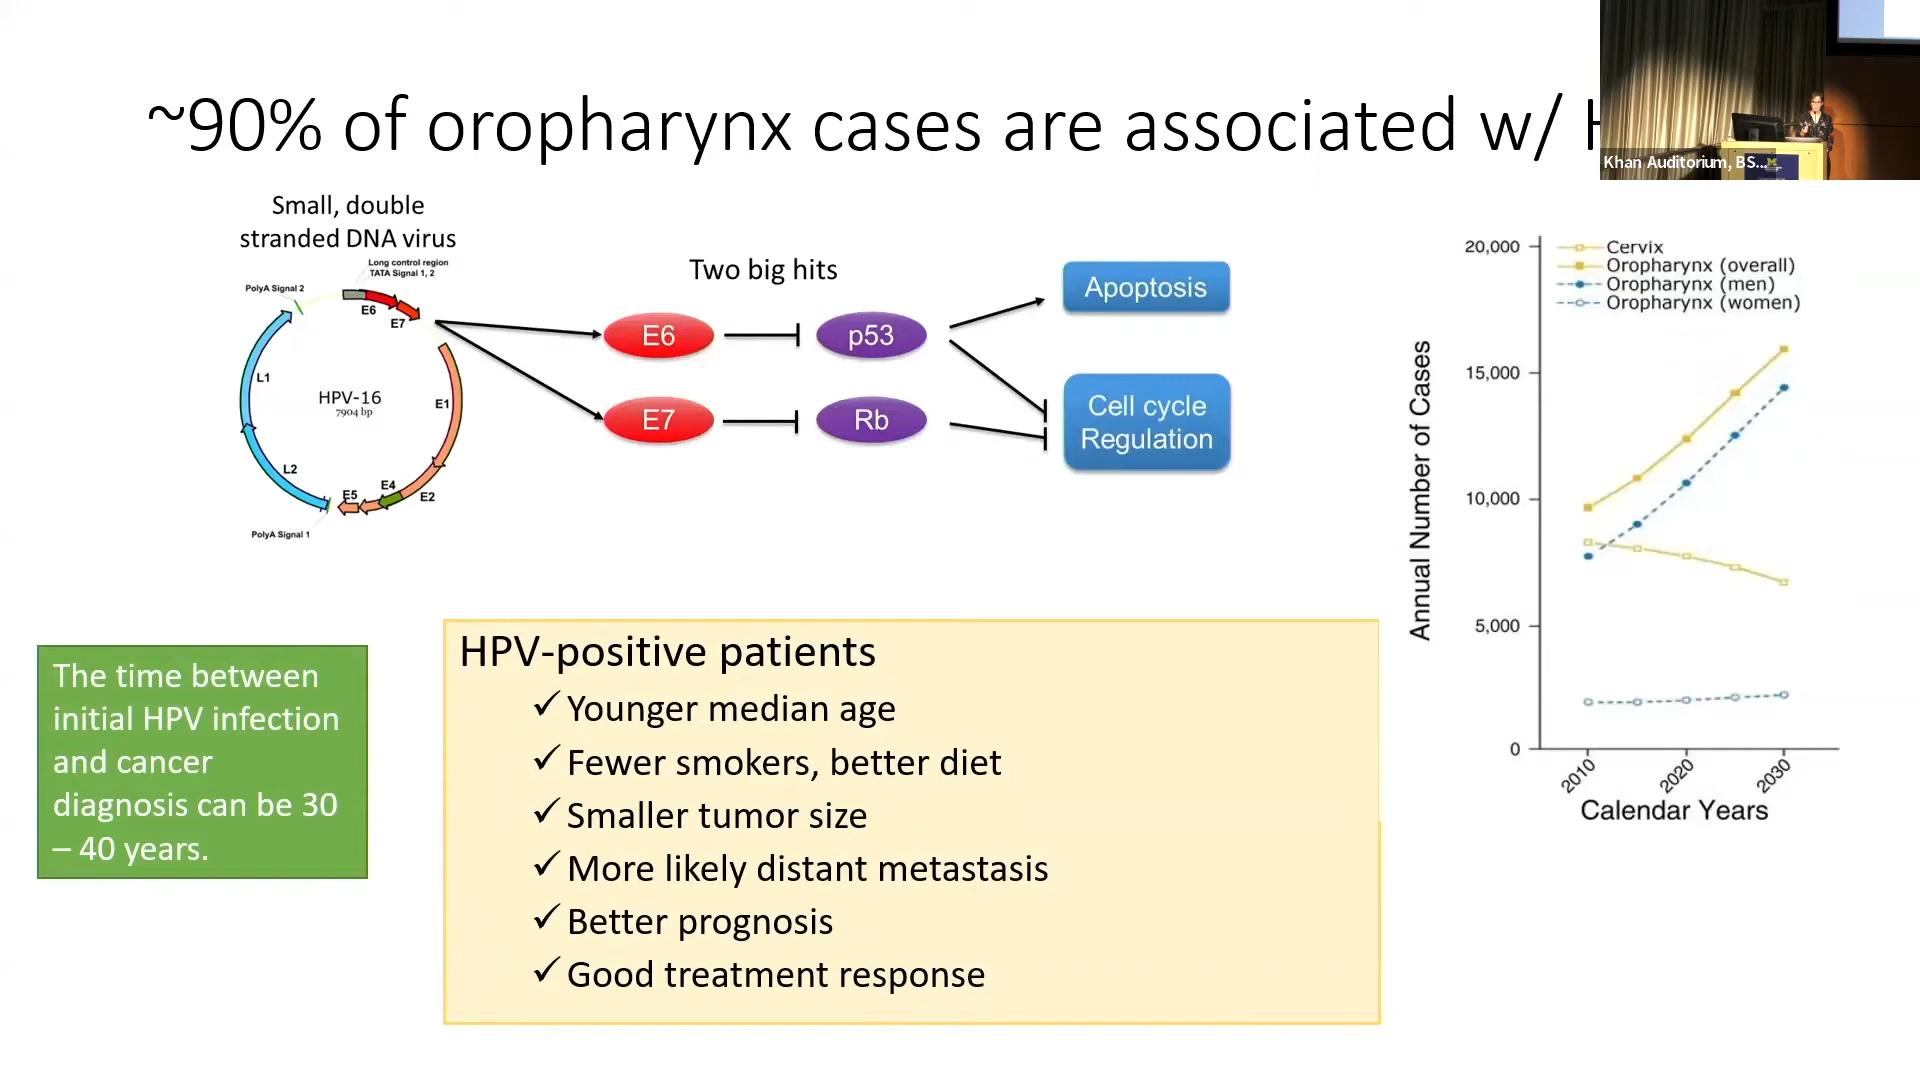 ~90% of oropharynx cases are associated w/
Khan Auditorium, BS...
Small, double
stranded DNA virus
Long control region
TATA Signal 1, 2
PolyA Signal 2
E6
E7
L1
HPV-16
7904 bp
E1
L2
E5
E4
E2
PolyA Signal 1
Two big hits
E6
p53
Apoptosis
E7
Rb
Cell cycle
Regulation
Cervix
Oropharynx (overall)
Oropharynx (men)
Oropharynx (women)
20,000
15,000
10,000
5,000
0
Annual Number of Cases
2010
2020
2030
Calendar Years
The time between
initial HPV infection
and cancer
diagnosis can be 30
– 40 years.
HPV-positive patients
✓ Younger median age
✓ Fewer smokers, better diet
✓ Smaller tumor size
✓ More likely distant metastasis
✓ Better prognosis
✓ Good treatment response